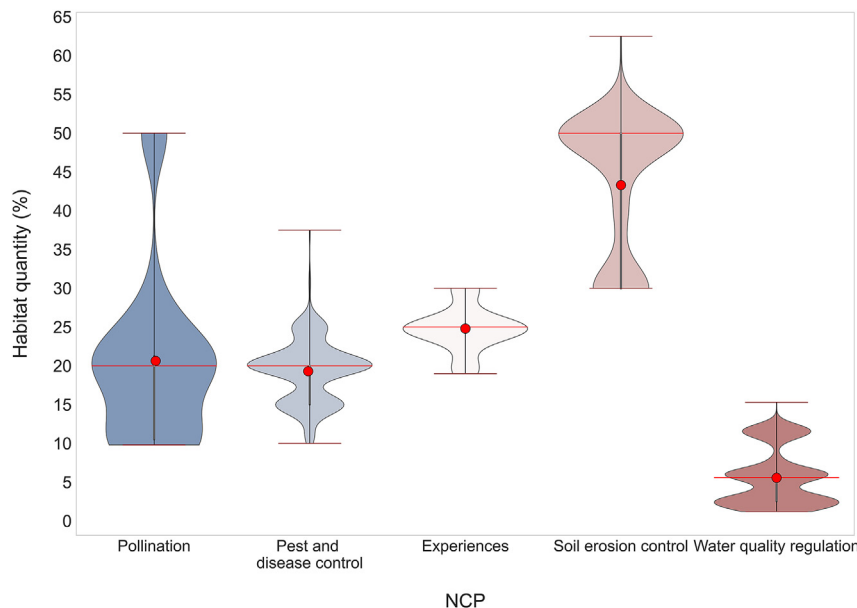 65
60
55
50
45
40
35
30
25
20
15
10
5
0
Habitat quantity (%)
Pollination
Pest and
disease control
Experiences
Soil erosion control
Water quality regulation
NCP